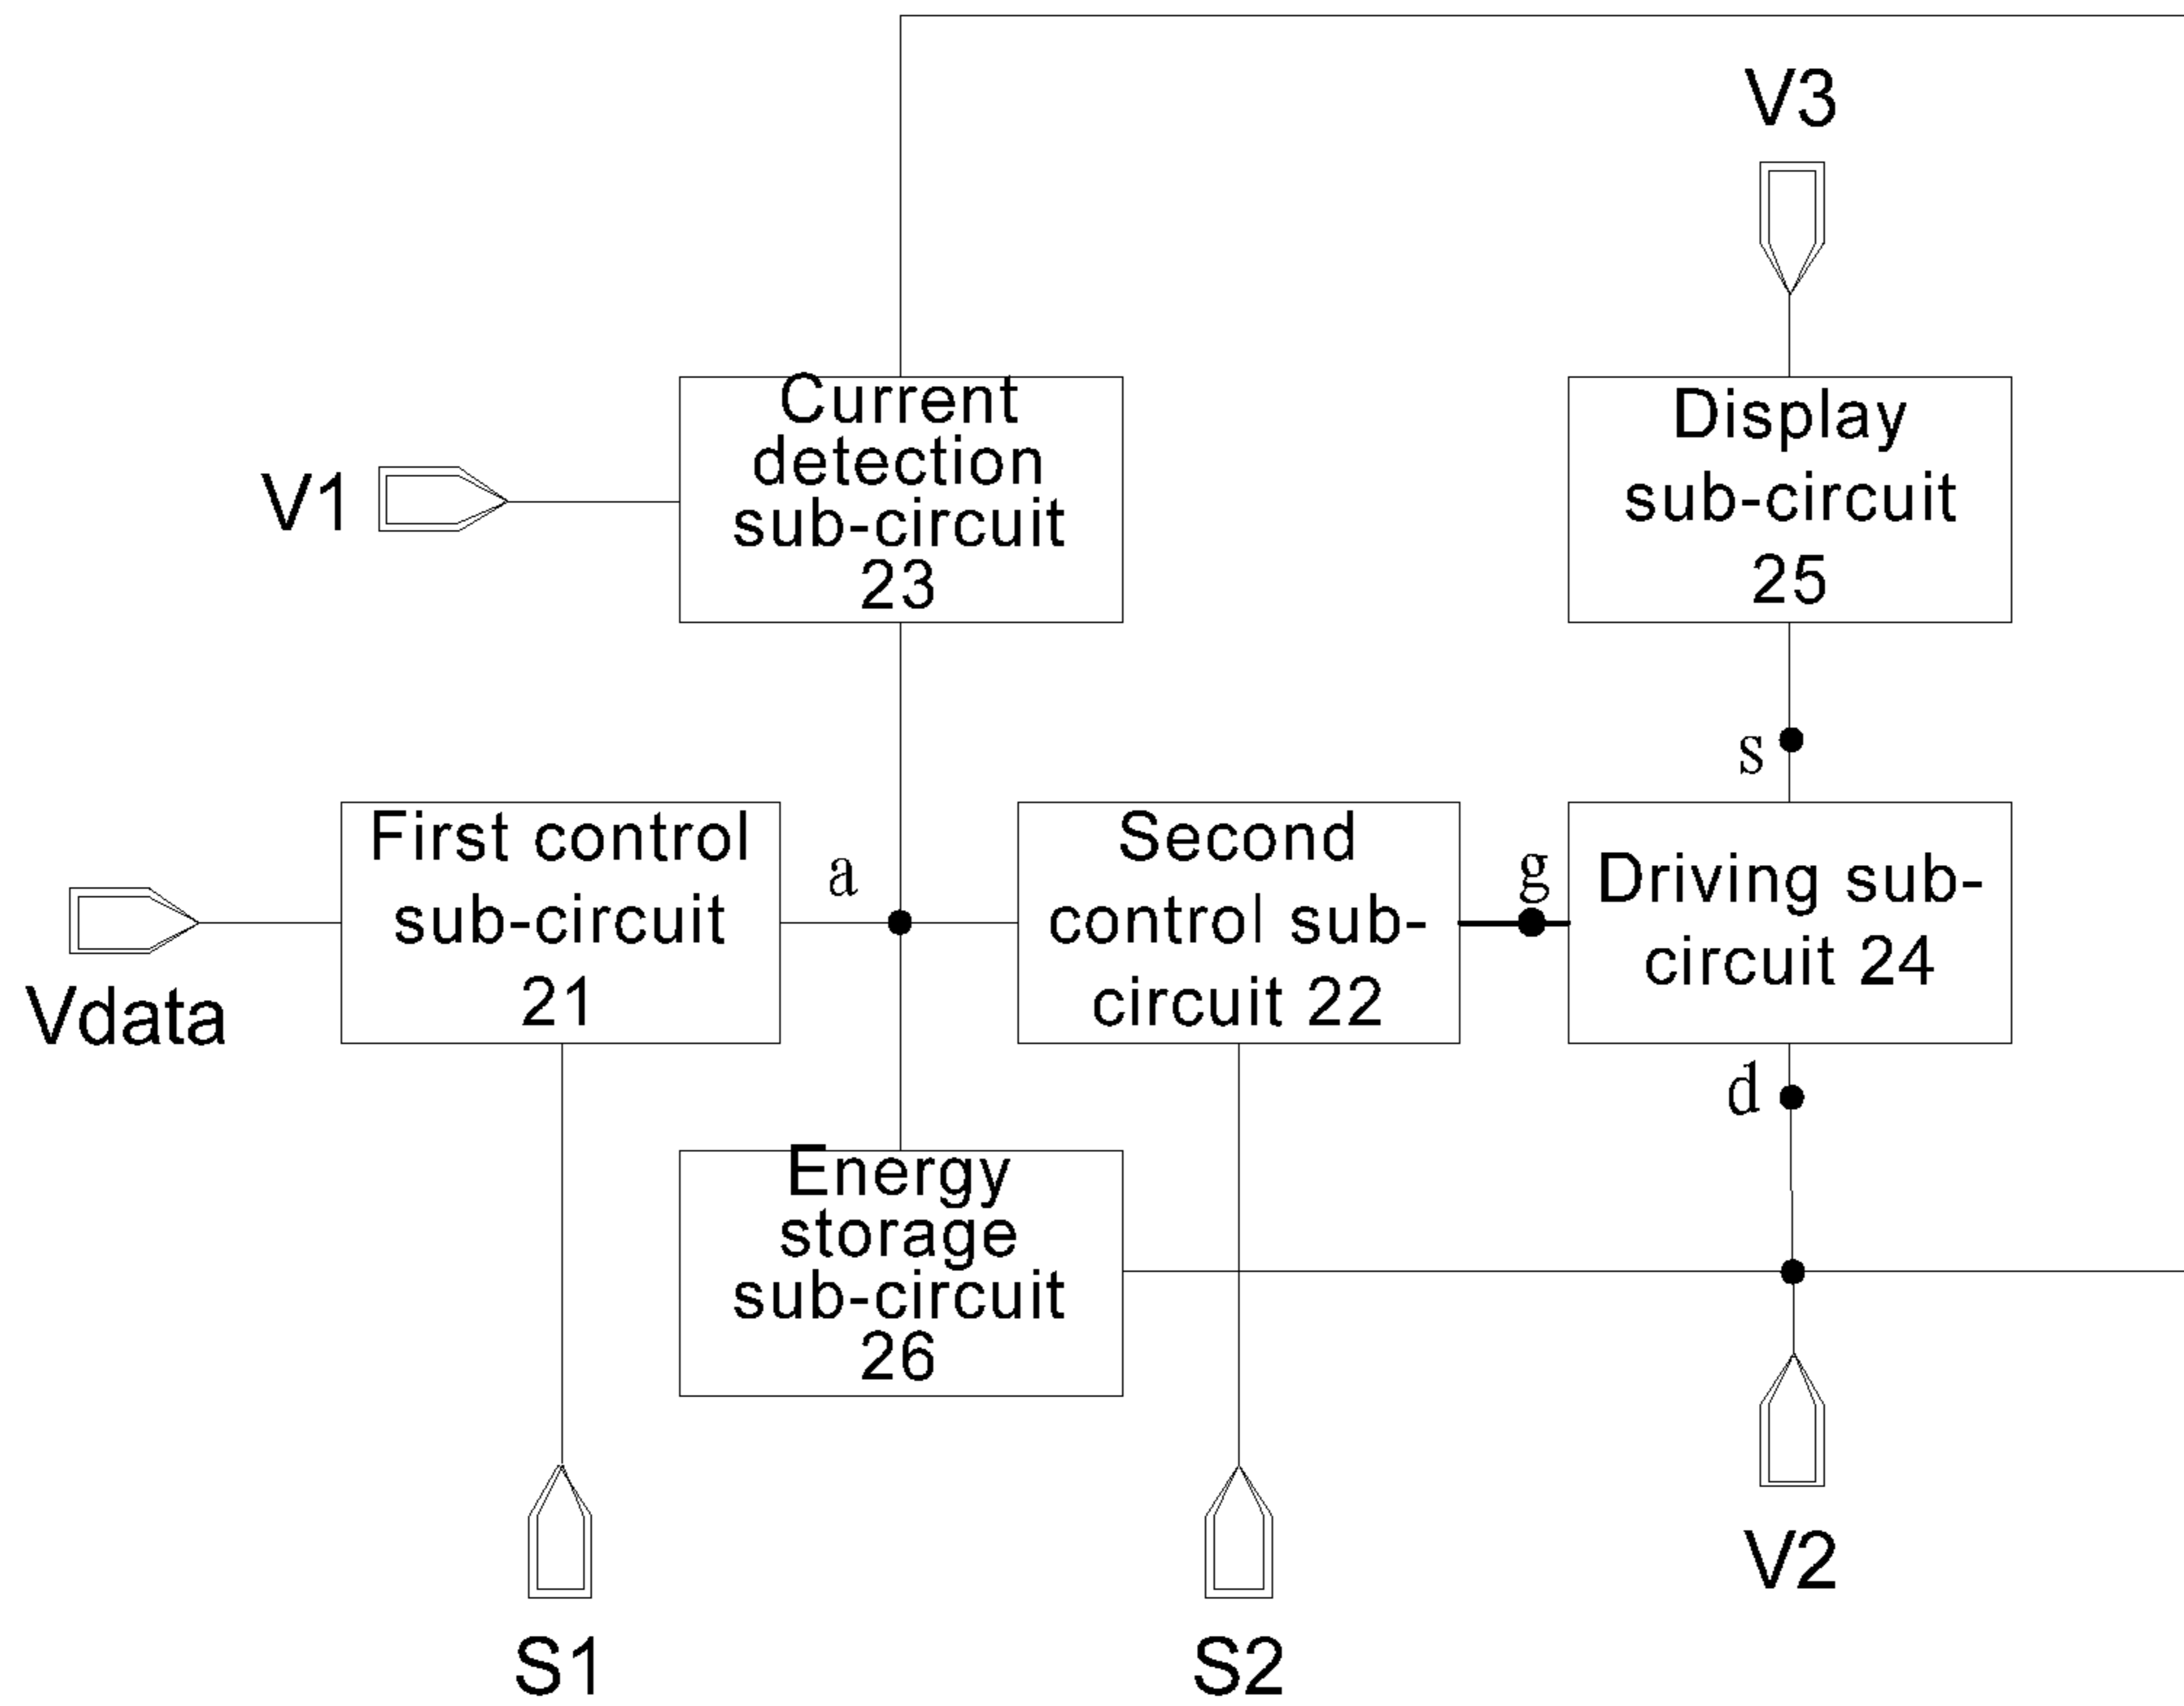 V3
Current
detection
sub-circuit
23
V1
Display
sub-circuit
25
s
First control
sub-circuit
21
a
Second
control sub-
circuit 22
g
Driving sub-
circuit 24
Vdata
d
Energy
storage
sub-circuit
26
V2
S1
S2